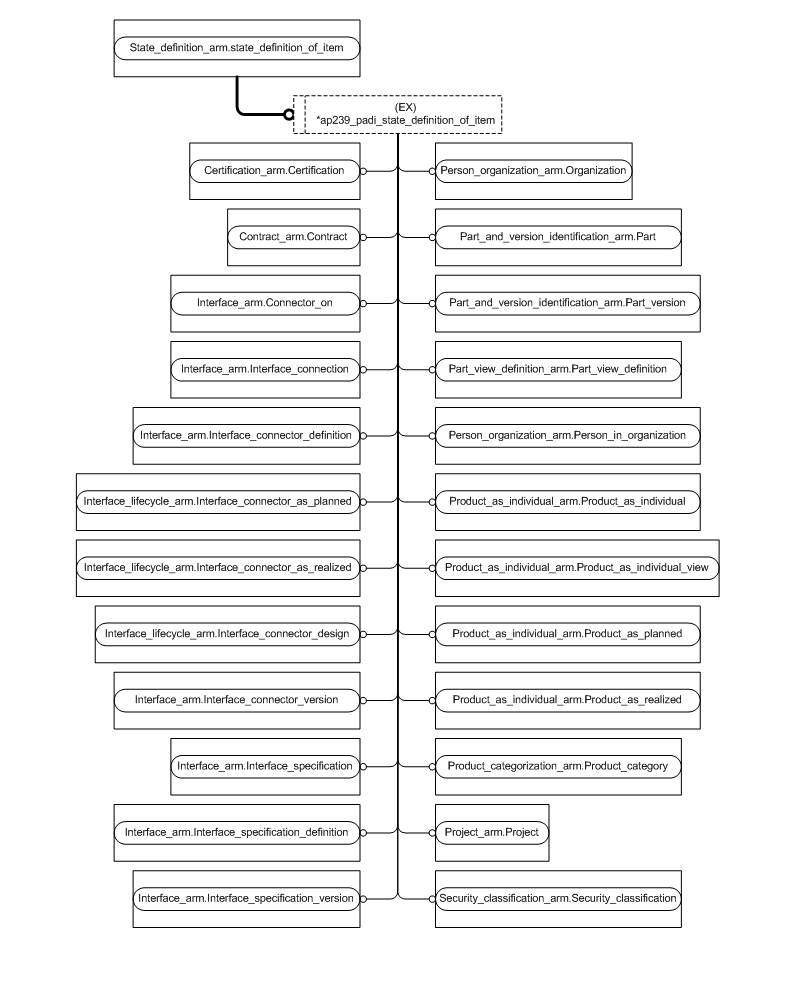 State_definition_arm.state_definition_of_item
(EX)
*ap239_padi_state_definition_of_item
Certification_arm.Certification
Person_organization_arm.Organization
Contract_arm.Contract
Part_and_version_identification_arm.Part
Interface_arm.Connector_on
Part_and_version_identification_arm.Part_version
Interface_arm.Interface_connection
Part_view_definition_arm.Part_view_definition
Interface_arm.Interface_connector_definition
Person_organization_arm.Person_in_organization
Interface_lifecycle_arm.Interface_connector_as_planned
Product_as_individual_arm.Product_as_individual
Interface_lifecycle_arm.Interface_connector_as_realized
Product_as_individual_arm.Product_as_individual_view
Interface_lifecycle_arm.Interface_connector_design
Product_as_individual_arm.Product_as_planned
Interface_arm.Interface_connector_version
Product_as_individual_arm.Product_as_realized
Interface_arm.Interface_specification
Product_categorization_arm.Product_category
Interface_arm.Interface_specification_definition
Project_arm.Project
Interface_arm.Interface_specification_version
Security_classification_arm.Security_classification